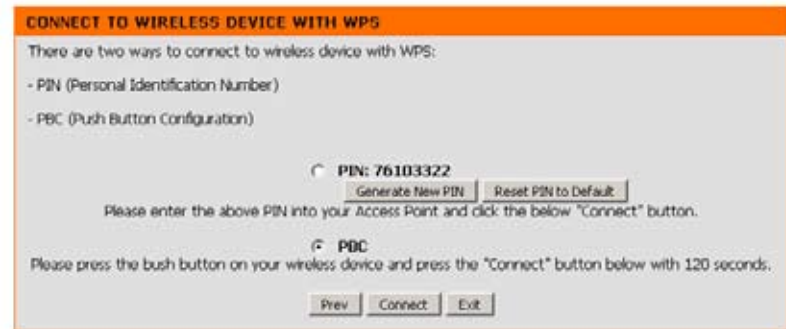 CONNECT TO WIRELESS DEVICE WITH WPS
There are two ways to connect to wireless device with WPS:
- PIN (Personal Identification Number)
- PBC (Push Button Configuration)
PIN: 76103322
Generate New PIN Reset PIN to Default
Please enter the above PIN into your Access Point and click the below "Connect" button.
PBC
Please press the bush button on your wireless device and press the "Connect" button below with 120 seconds.
Prev Connect Exit